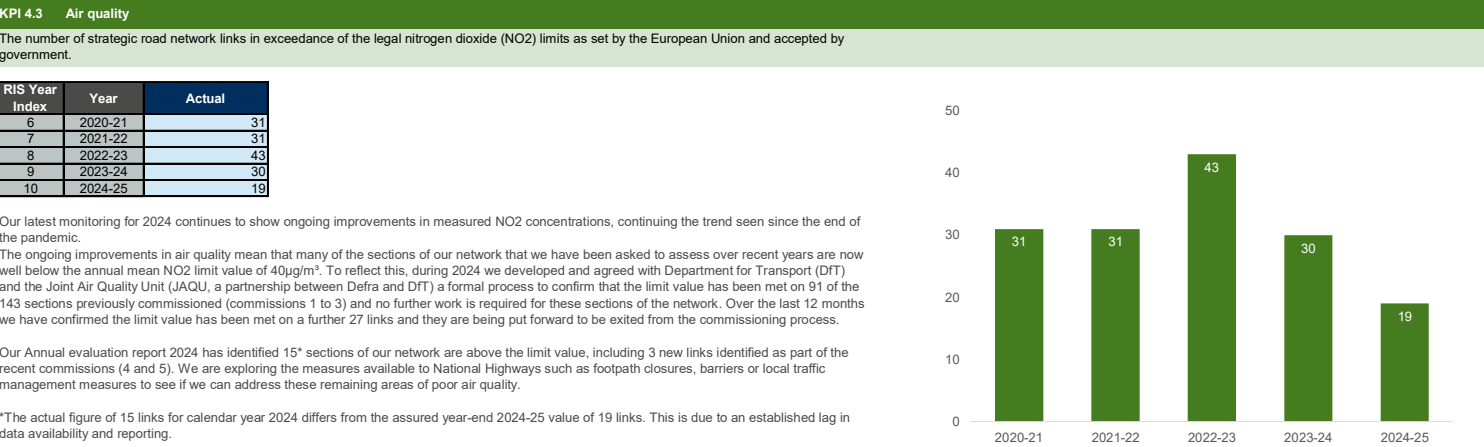 KPI 4.3 Air quality
The number of strategic road network links in exceedance of the legal nitrogen dioxide (NO2) limits as set by the European Union and accepted by
government.
RIS Year Index Year Actual
6 2020-21 31
7 2021-22 31
8 2022-23 43
9 2023-24 30
10 2024-25 19
Our latest monitoring for 2024 continues to show ongoing improvements in measured NO2 concentrations, continuing the trend seen since the end of
the pandemic.
The ongoing improvements in air quality mean that many of the sections of our network that we have been asked to assess over recent years are now
well below the annual mean NO2 limit value of 40µg/m³. To reflect this, during 2024 we developed and agreed with Department for Transport (DfT)
and the Joint Air Quality Unit (JAQU, a partnership between Defra and DfT) a formal process to confirm that the limit value has been met on 91 of the
143 sections previously commissioned (commissions 1 to 3) and no further work is required for these sections of the network. Over the last 12 months
we have confirmed the limit value has been met on a further 27 links and they are being put forward to be exited from the commissioning process.
Our Annual evaluation report 2024 has identified 15* sections of our network are above the limit value, including 3 new links identified as part of the
recent commissions (4 and 5). We are exploring the measures available to National Highways such as footpath closures, barriers or local traffic
management measures to see if we can address these remaining areas of poor air quality.
*The actual figure of 15 links for calendar year 2024 differs from the assured year-end 2024-25 value of 19 links. This is due to an established lag in
data availability and reporting.
50
40
30
20
10
0
31
31
43
30
19
2020-21 2021-22 2022-23 2023-24 2024-25